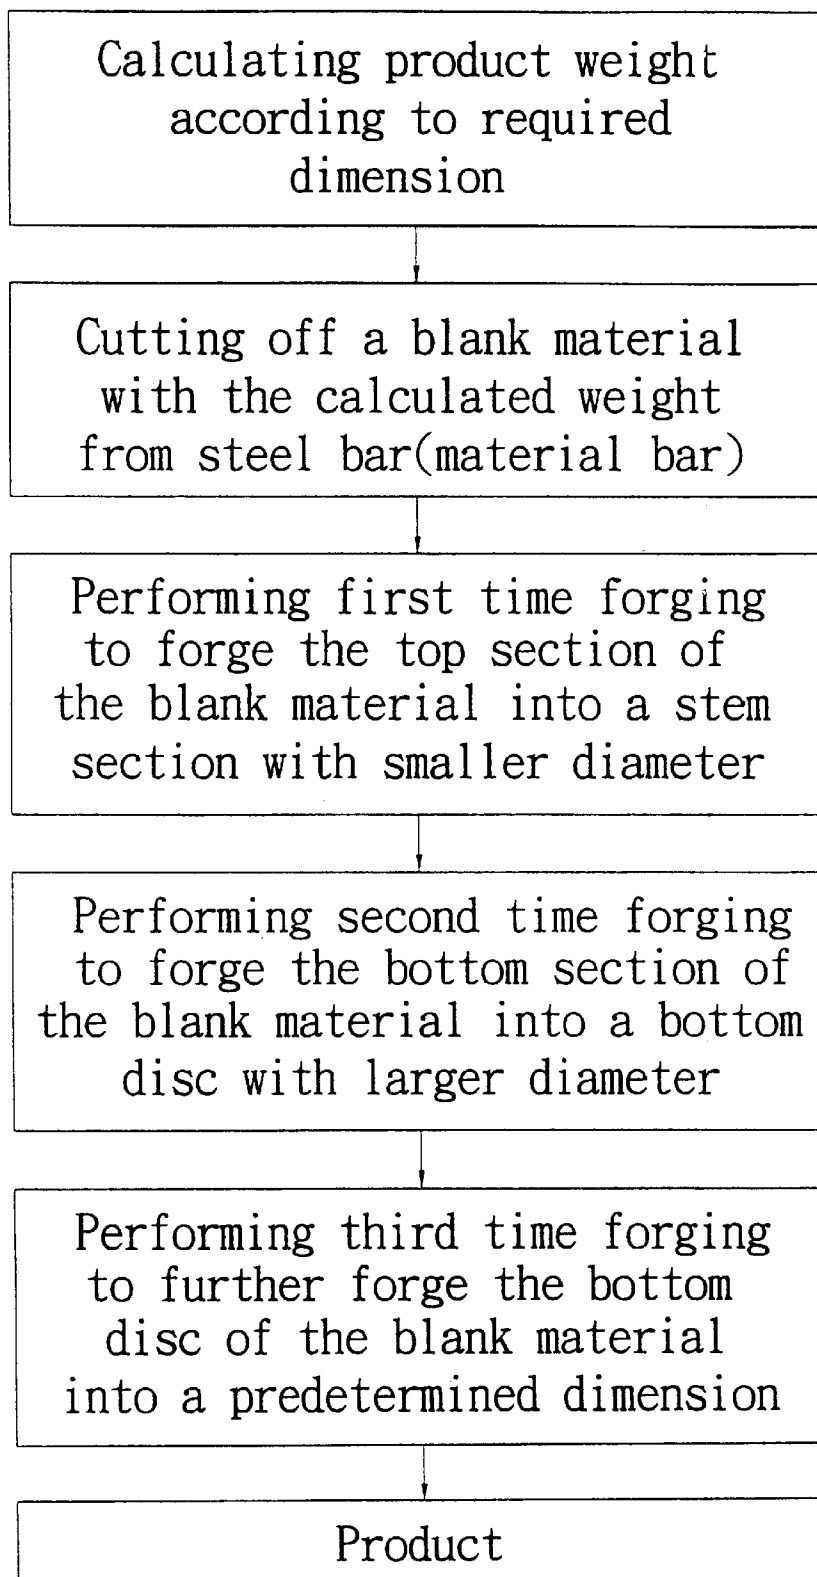 Calculating product weight
according to required
dimension
Cutting off a blank material
with the calculated weight
from steel bar(material bar)
Performing first time forging
to forge the top section of
the blank material into a stem
section with smaller diameter
Performing second time forging
to forge the bottom section of
the blank material into a bottom
disc with larger diameter
Performing third time forging
to further forge the bottom
disc of the blank material
into a predetermined dimension
Product